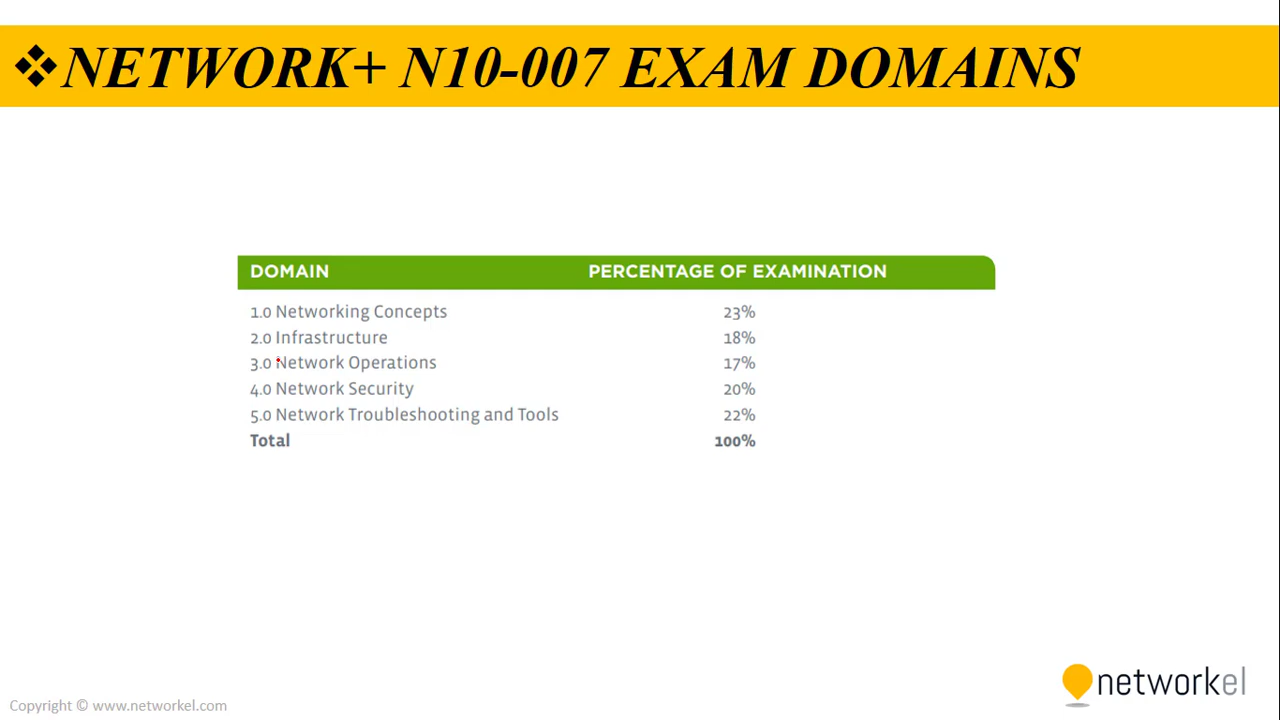 ❖NETWORK+ N10-007 EXAM DOMAINS
DOMAIN PERCENTAGE OF EXAMINATION
1.0 Networking Concepts 23%
2.0 Infrastructure 18%
3.0 Network Operations 17%
4.0 Network Security 20%
5.0 Network Troubleshooting and Tools 22%
Total 100%
networkel
Copyright © www.networkel.com